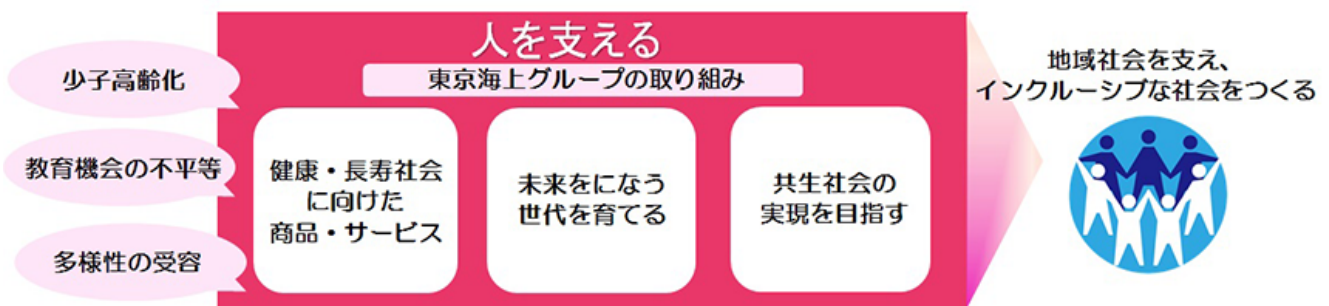 少子高齢化
教育機会の不平等
多様性の受容
人を支える
東京海上グループの取り組み
健康・長寿社会
に向けた
商品・サービス
未来をになう
世代を育てる
共生社会の
実現を目指す
地域社会を支え、
インクルーシブな社会をつくる